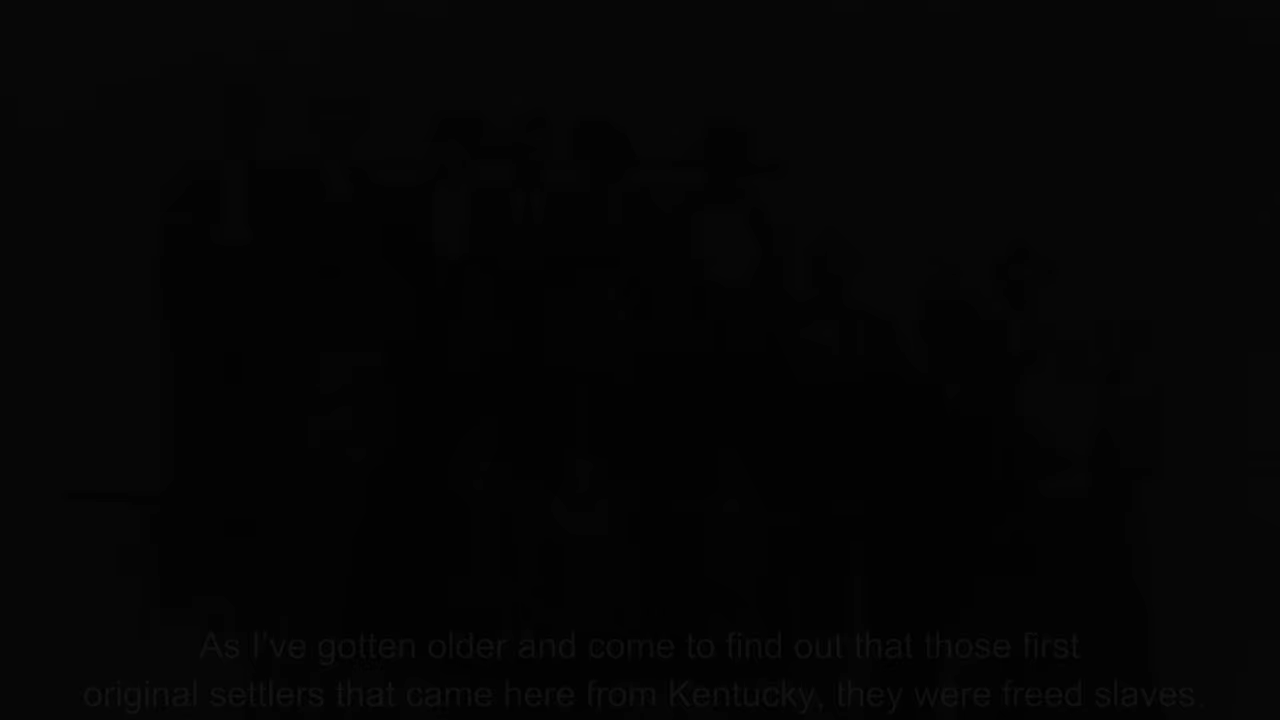 As I've gotten older and come to find out that those first
original settlers that came here from Kentucky, they were freed slaves.